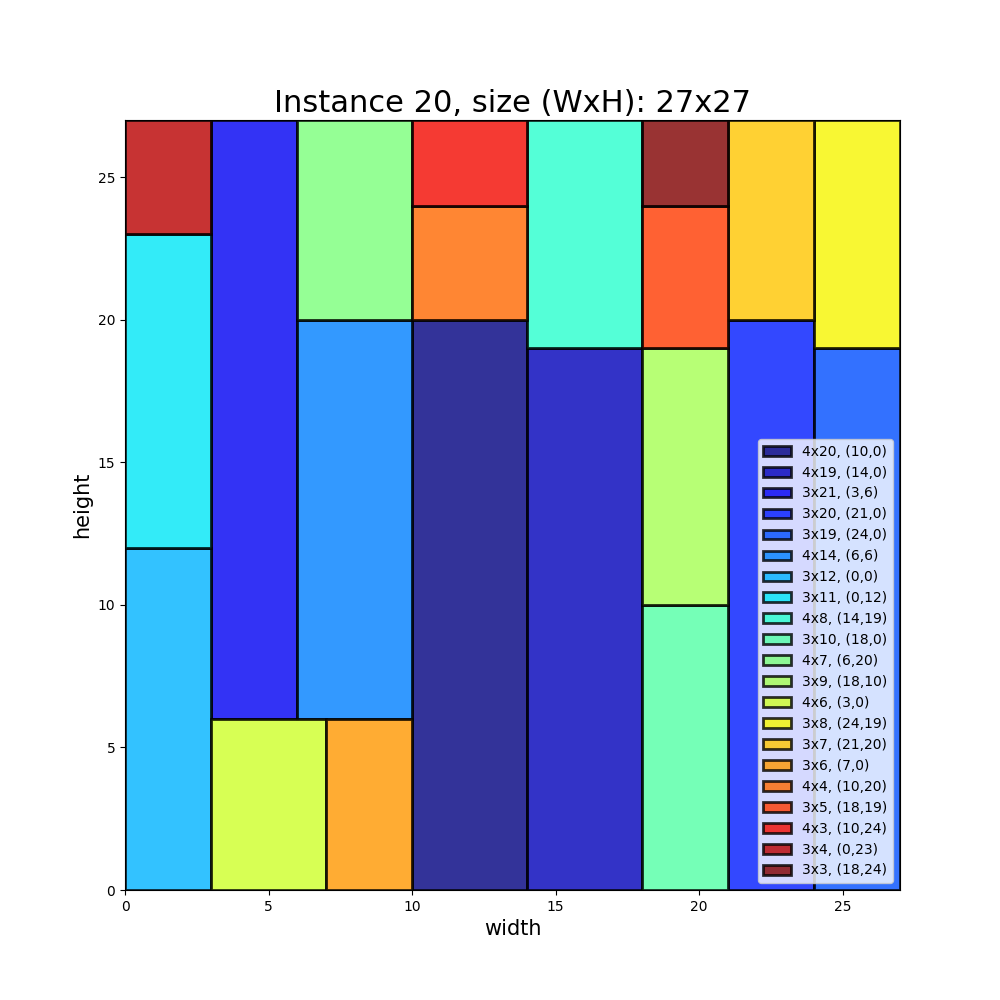 Instance 20, size (WxH): 27x27
25
20
15
10
5
0
height
0 5 10 15 20 25
width
4x20, (10,0)
4x19, (14,0)
3x21, (3,6)
3x20, (21,0)
3x19, (24,0)
4x14, (6,6)
3x12, (0,0)
3x11, (0,12)
4x8, (14,19)
3x10, (18,0)
4x7, (6,20)
3x9, (18,10)
4x6, (3,0)
3x8, (24,19)
3x7, (21,20)
3x6, (7,0)
4x4, (10,20)
3x5, (18,19)
4x3, (10,24)
3x4, (0,23)
3x3, (18,24)